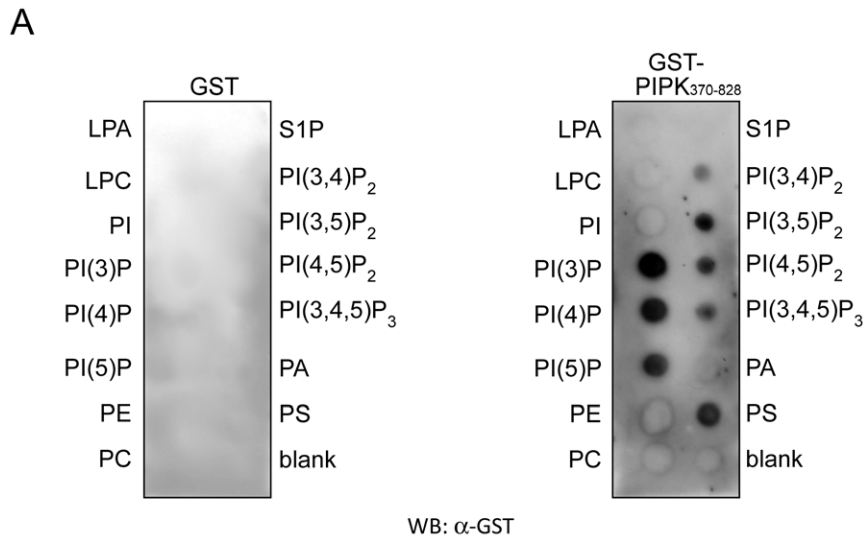 A
GST
LPA S1P
LPC PI(3,4)P2
PI PI(3,5)P2
PI(3)P PI(4,5)P2
PI(4)P PI(3,4,5)P3
PI(5)P PA
PE PS
PC blank
GST-
PIPK370-828
LPA S1P
LPC PI(3,4)P2
PI PI(3,5)P2
PI(3)P PI(4,5)P2
PI(4)P PI(3,4,5)P3
PI(5)P PA
PE PS
PC blank
WB: α-GST